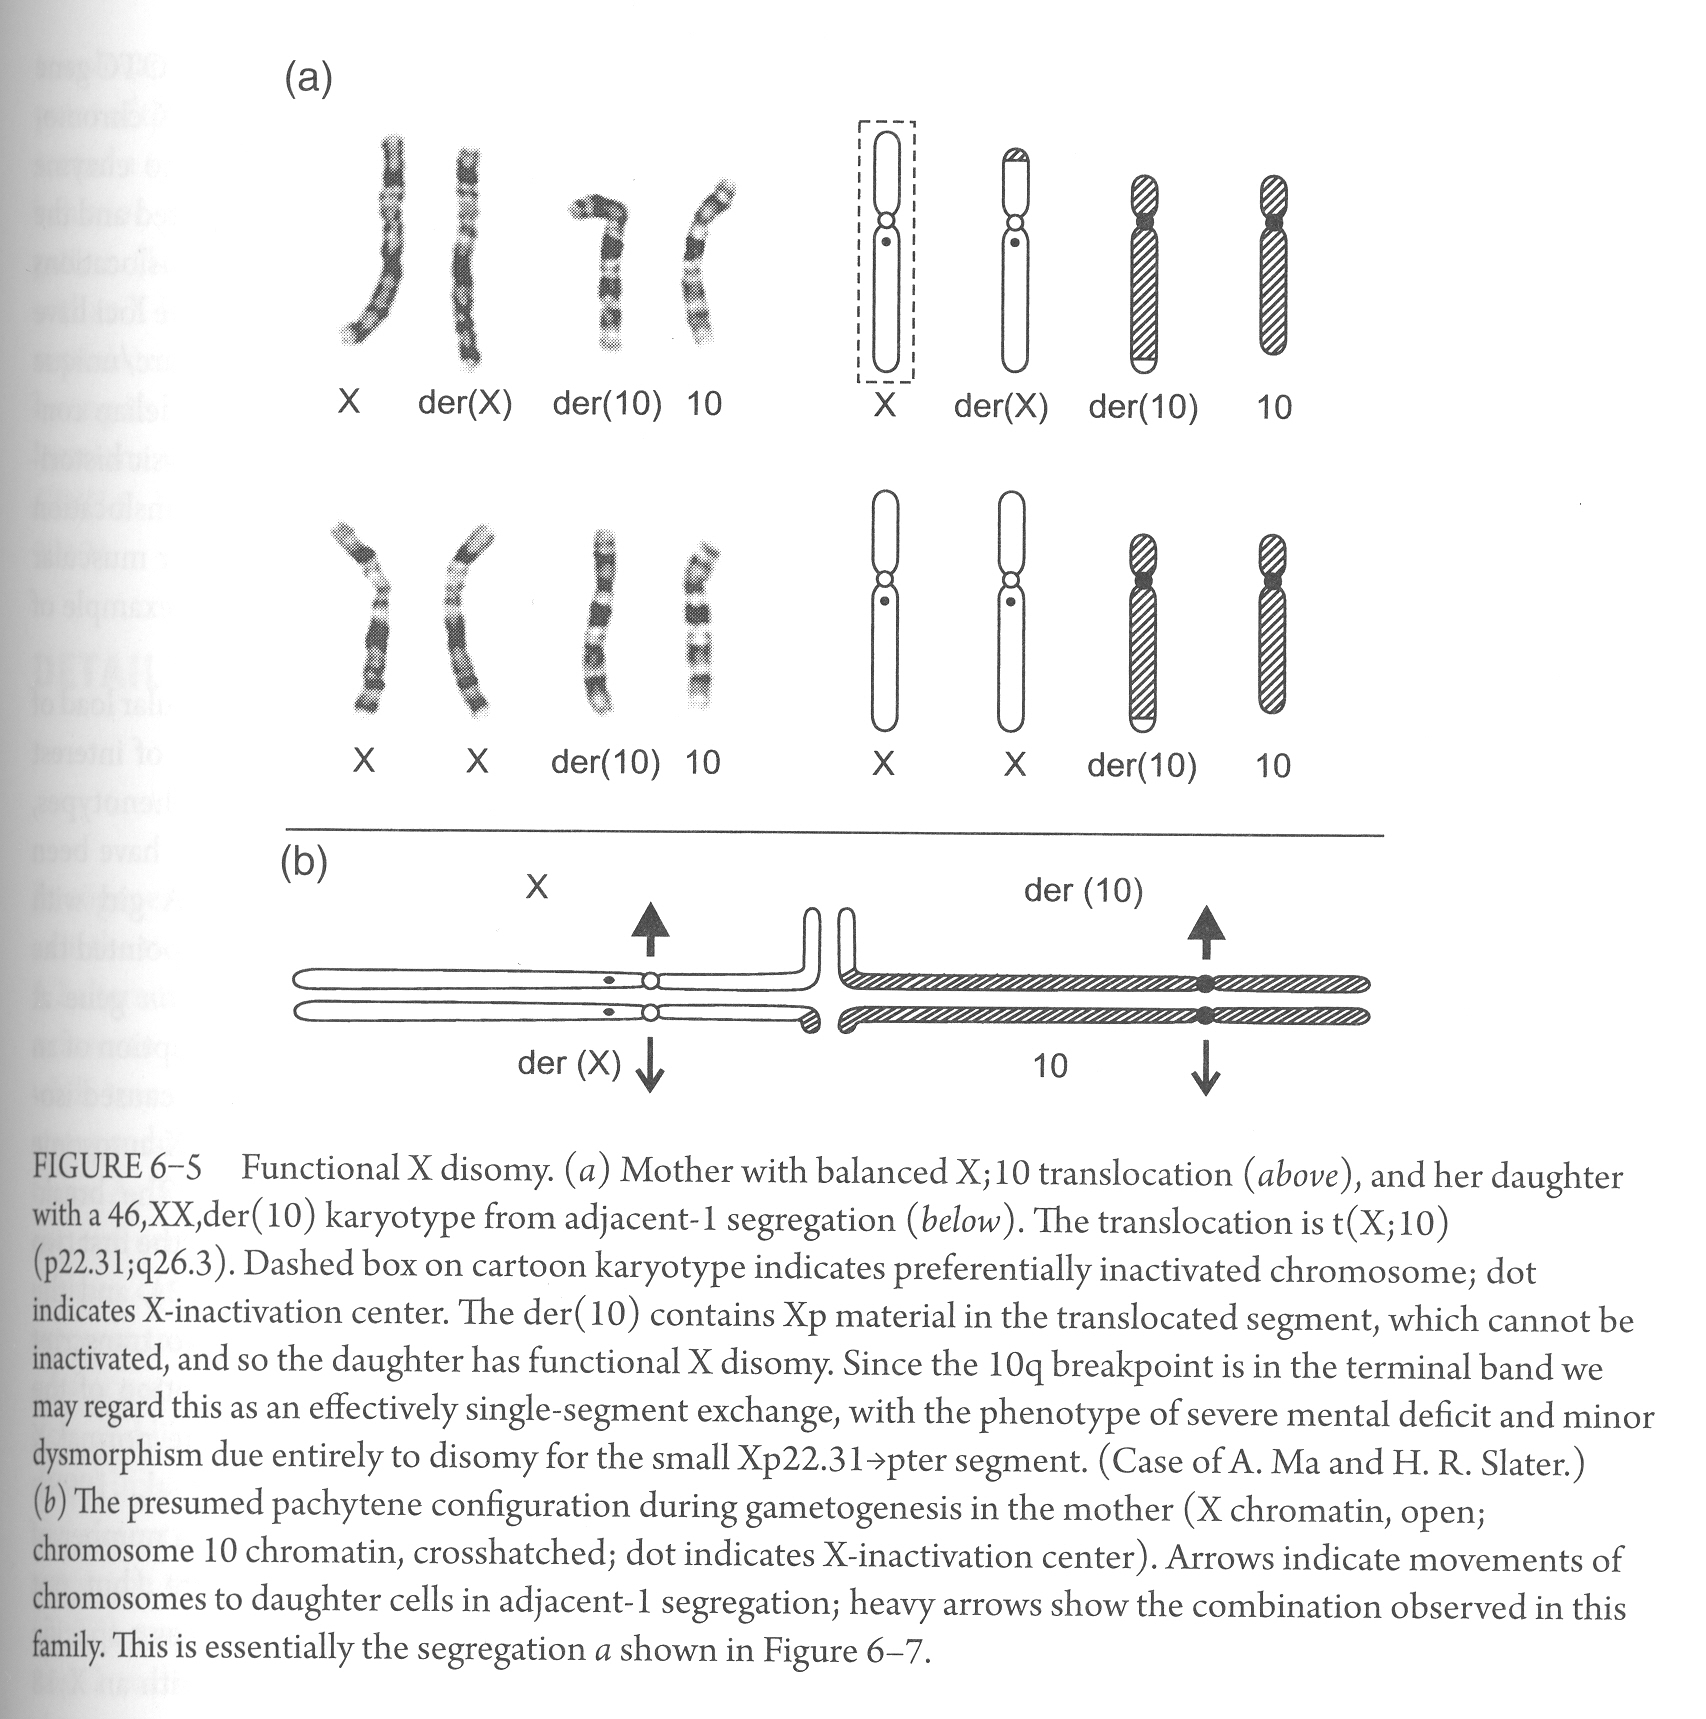 (a)
X der(X) der(10) 10
X der(X) der(10) 10
X X der(10) 10
X X der(10) 10
(b)
X
der (10)
der (X)
10
FIGURE 6–5 Functional X disomy. (a) Mother with balanced X;10 translocation (above), and her daughter
with a 46,XX,der(10) karyotype from adjacent-1 segregation (below). The translocation is t(X;10)
(p22.31;q26.3). Dashed box on cartoon karyotype indicates preferentially inactivated chromosome; dot
indicates X-inactivation center. The der(10) contains Xp material in the translocated segment, which cannot be
inactivated, and so the daughter has functional X disomy. Since the 10q breakpoint is in the terminal band we
may regard this as an effectively single-segment exchange, with the phenotype of severe mental deficit and minor
dysmorphism due entirely to disomy for the small Xp22.31→pter segment. (Case of A. Ma and H. R. Slater.)
(b) The presumed pachytene configuration during gametogenesis in the mother (X chromatin, open;
chromosome 10 chromatin, crosshatched; dot indicates X-inactivation center). Arrows indicate movements of
chromosomes to daughter cells in adjacent-1 segregation; heavy arrows show the combination observed in this
family. This is essentially the segregation a shown in Figure 6–7.